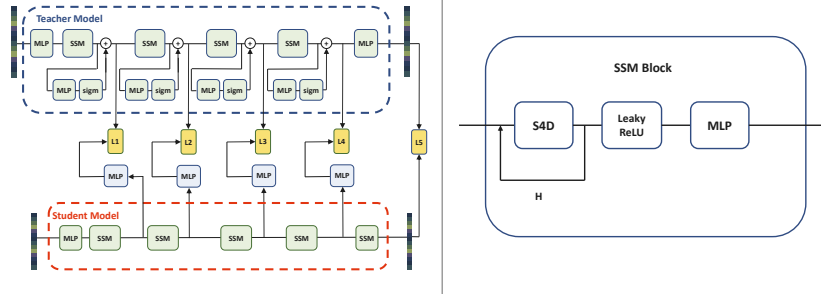 Teacher Model
MLP SSM + SSM + SSM + SSM + MLP
MLP sigm MLP sigm MLP sigm MLP sigm
L1 L2 L3 L4 L5
MLP MLP MLP MLP
Student Model
MLP SSM SSM SSM SSM SSM
SSM Block
S4D Leaky ReLU MLP
H